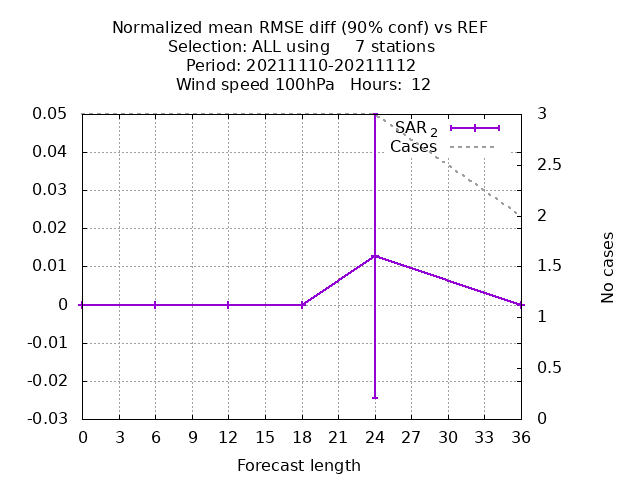 Normalized mean RMSE diff (90% conf) vs REF
Selection: ALL using     7 stations
Period: 20211110-20211112
Wind speed 100hPa   Hours:  12
0.05
0.04
0.03
0.02
0.01
0
-0.01
-0.02
-0.03
SAR 2
Cases
3
2.5
2
1.5
1
0.5
0
No cases
0 3 6 9 12 15 18 21 24 27 30 33 36
Forecast length